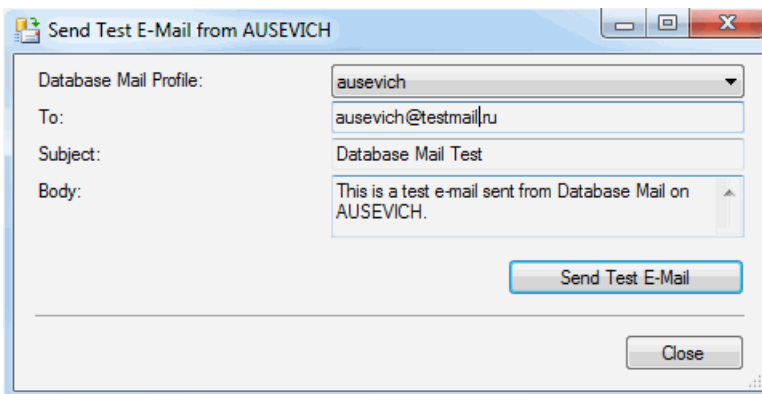 Send Test E-Mail from AUSEVICH
Database Mail Profile: ausevich
To: ausevich@testmail.ru
Subject: Database Mail Test
Body: This is a test e-mail sent from Database Mail on
AUSEVICH.
Send Test E-Mail
Close